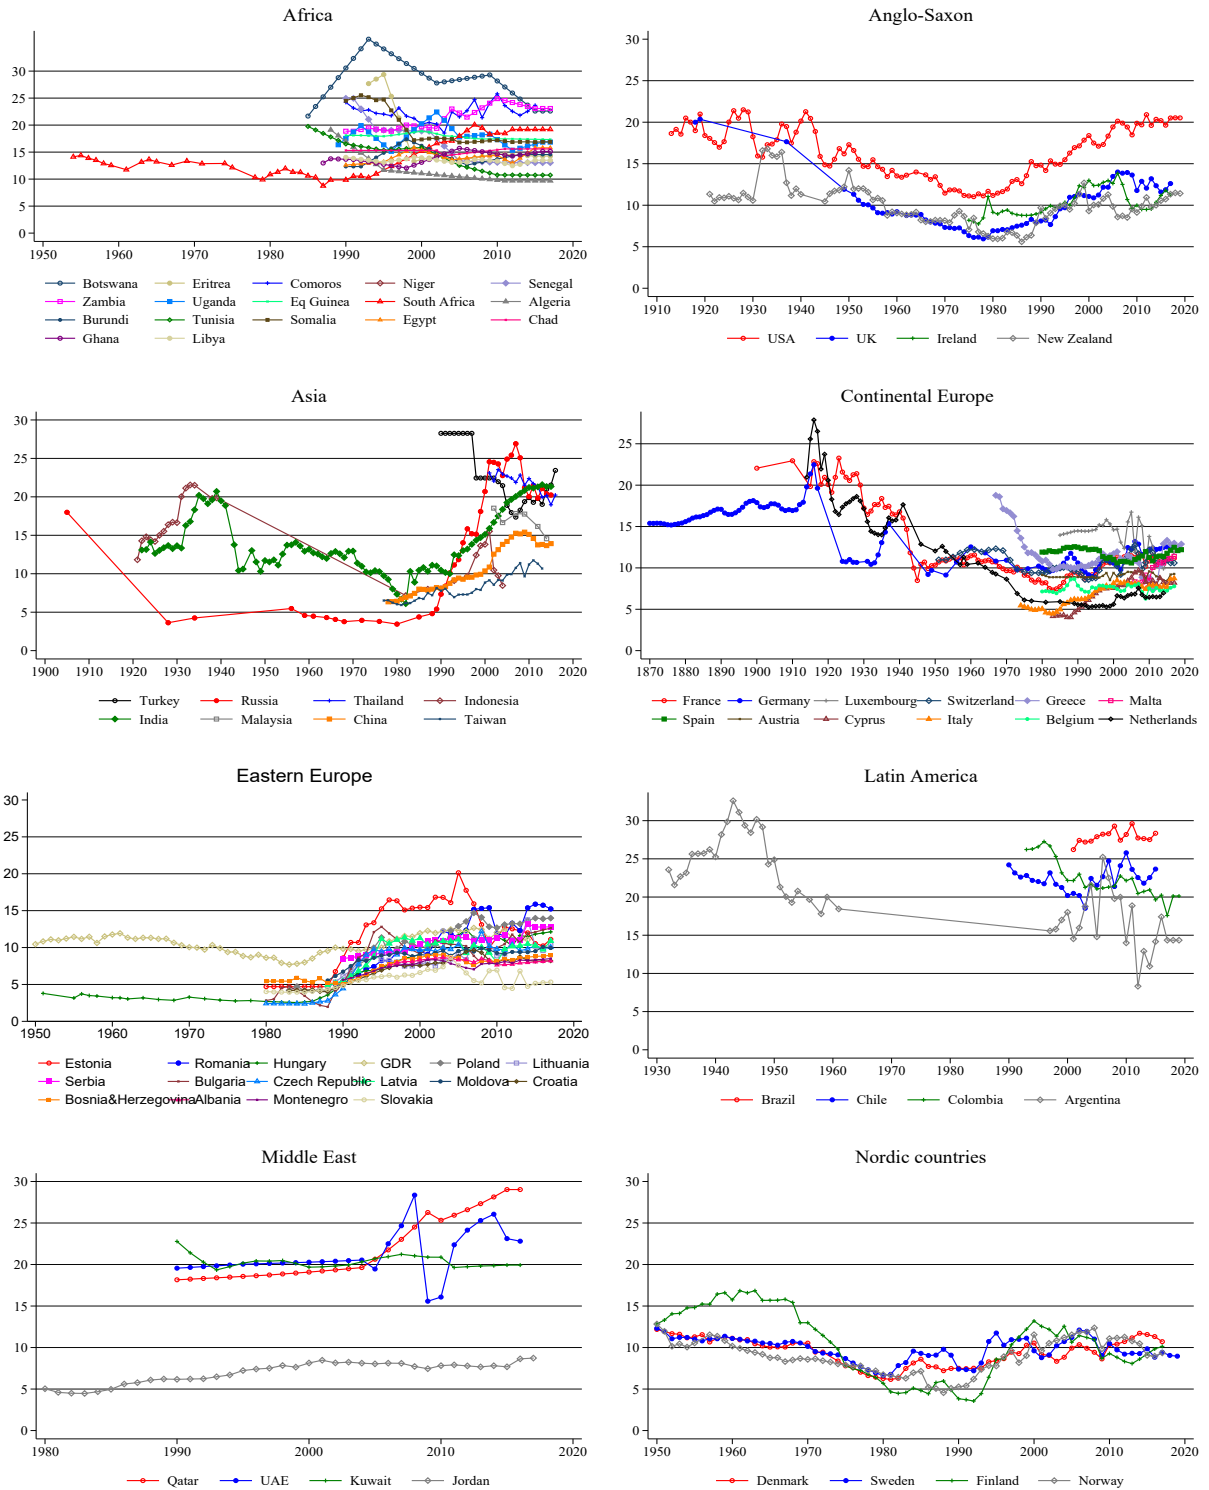 Africa
30
25
20
15
10
5
0
1950 1960 1970 1980 1990 2000 2010 2020
Botswana Eritrea Comoros Niger Senegal
Zambia Uganda Eq Guinea South Africa Algeria
Burundi Tunisia Somalia Egypt Chad
Ghana Libya
Anglo-Saxon
30
25
20
15
10
5
0
1910 1920 1930 1940 1950 1960 1970 1980 1990 2000 2010 2020
USA UK Ireland New Zealand
Asia
30
25
20
15
10
5
0
1900 1910 1920 1930 1940 1950 1960 1970 1980 1990 2000 2010 2020
Turkey Russia Thailand Indonesia
India Malaysia China Taiwan
Continental Europe
25
20
15
10
5
0
1870 1880 1890 1900 1910 1920 1930 1940 1950 1960 1970 1980 1990 2000 2010 2020
France Germany Luxembourg Switzerland Greece Malta
Spain Austria Cyprus Italy Belgium Netherlands
Eastern Europe
30
25
20
15
10
5
0
1950 1960 1970 1980 1990 2000 2010 2020
Estonia Romania Hungary GDR Poland Lithuania
Serbia Bulgaria Czech Republic Latvia Moldova Croatia
Bosnia&Herzegovina Albania Montenegro Slovakia
Latin America
30
25
20
15
10
5
0
1930 1940 1950 1960 1970 1980 1990 2000 2010 2020
Brazil Chile Colombia Argentina
Middle East
30
25
20
15
10
5
0
1980 1990 2000 2010 2020
Qatar UAE Kuwait Jordan
Nordic countries
30
25
20
15
10
5
0
1950 1960 1970 1980 1990 2000 2010 2020
Denmark Sweden Finland Norway